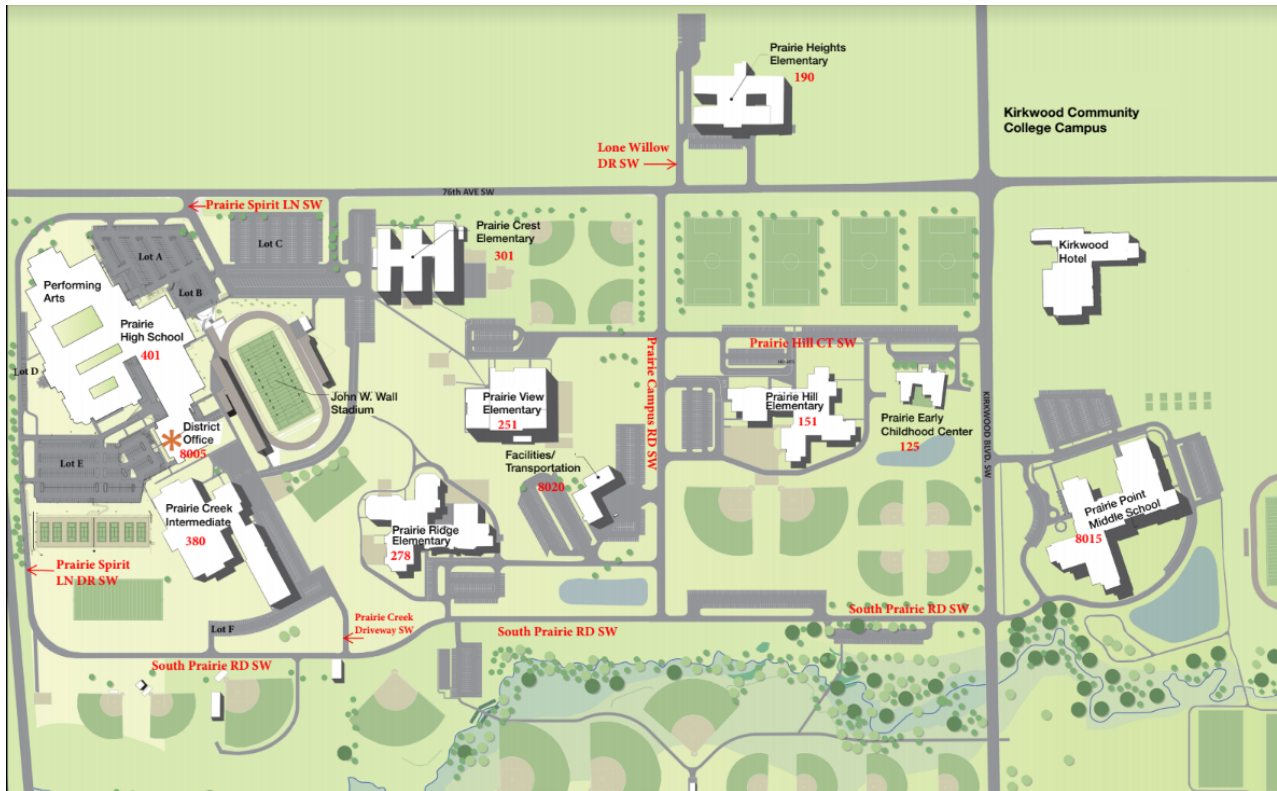 Prairie Heights
Elementary
190
Kirkwood Community
College Campus
Lone Willow
DR SW
76th AVE SW
Prairie Spirit LN SW
Prairie Crest
Elementary
301
Lot C
Lot A
Lot B
Kirkwood
Hotel
Performing
Arts
Prairie
High School
401
Lot D
Prairie Hill CT SW
Prairie Campus RD SW
John W. Wall
Stadium
Prairie View
Elementary
251
Prairie Hill
Elementary
151
Prairie Early
Childhood Center
125
KIRKWOOD BLVD. SW
District
Office
8005
Lot E
Facilities/
Transportation
8020
Prairie Creek
Intermediate
380
Prairie Ridge
Elementary
278
Prairie Point
Middle School
8015
Prairie Spirit
LN DR SW
South Prairie RD SW
Prairie Creek
Driveway SW
Lot F
South Prairie RD SW
South Prairie RD SW